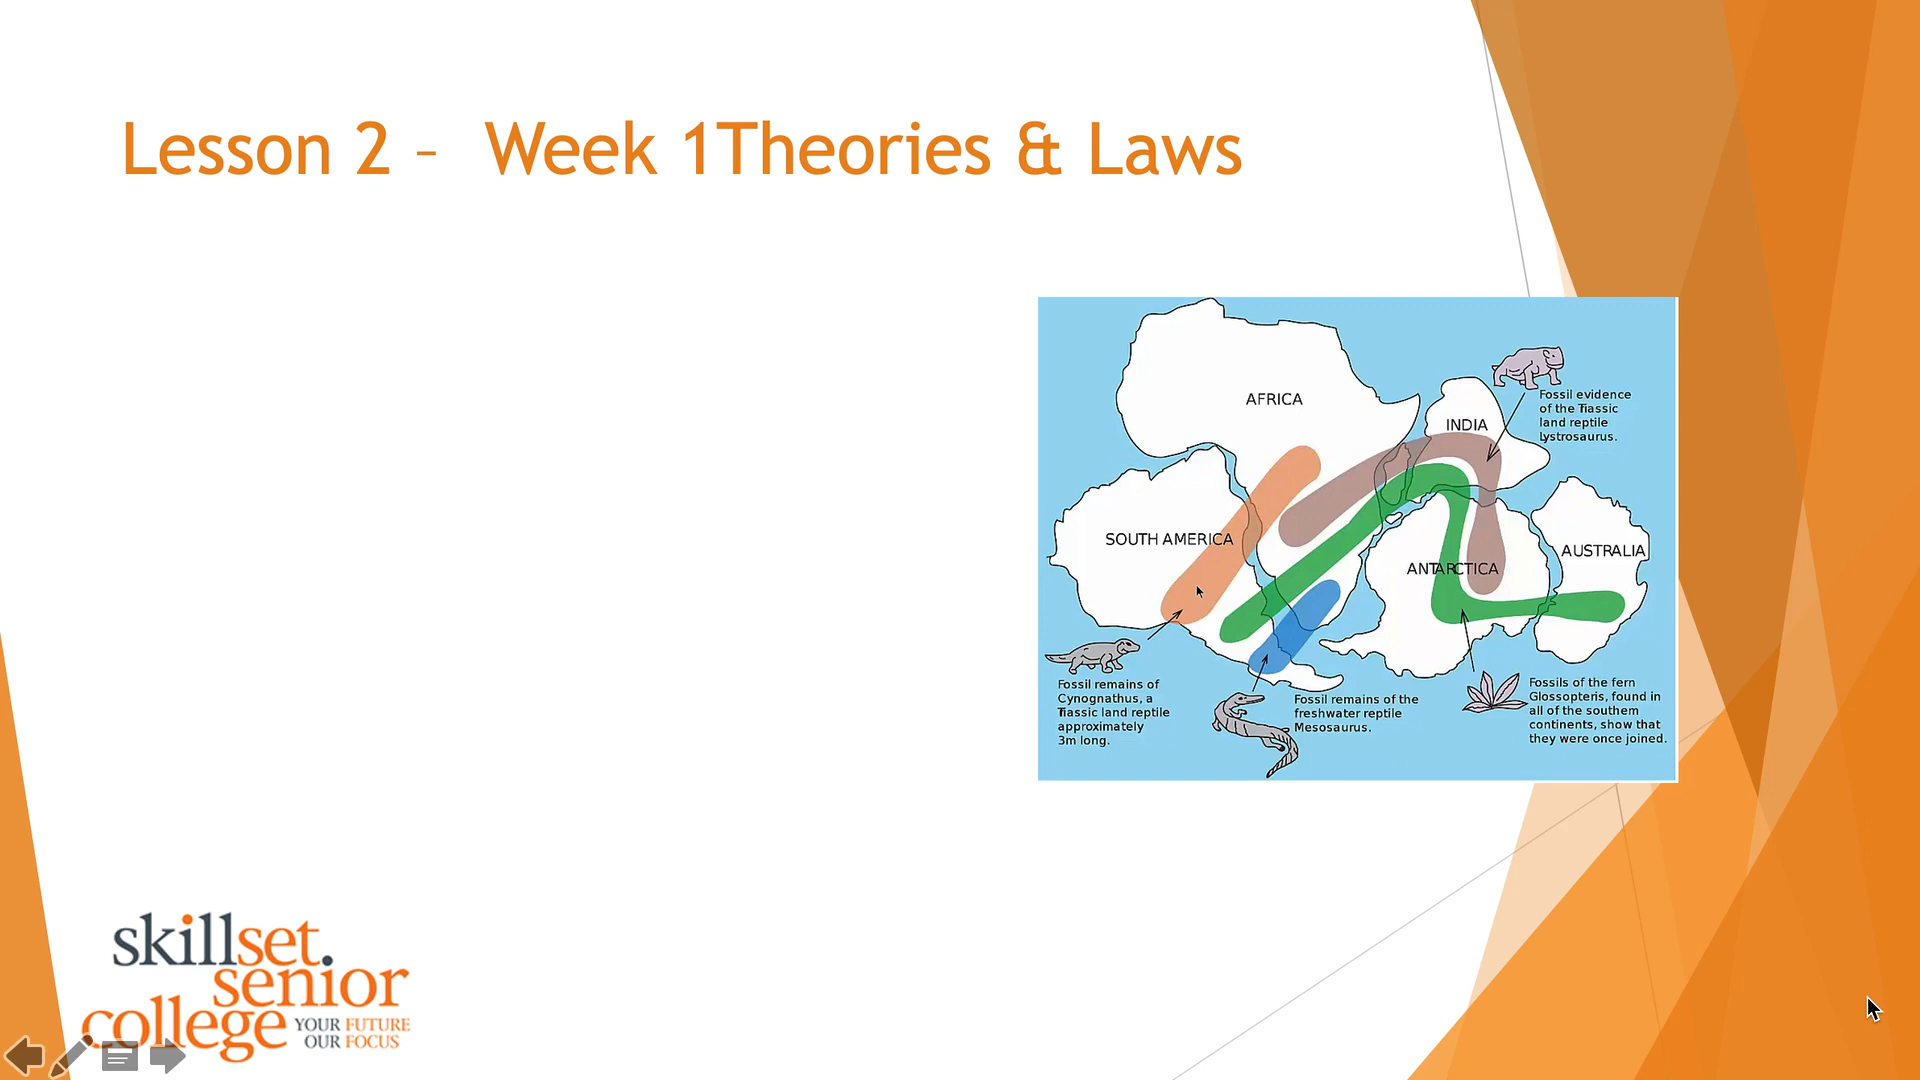 Lesson 2 – Week 1Theories & Laws
AFRICA
INDIA
Fossil evidence
of the Tiassic
land reptile
Lystrosaurus.
SOUTH AMERICA
ANTARCTICA
AUSTRALIA
Fossil remains of
Cynognathus, a
Tiassic land reptile
approximately
3m long.
Fossil remains of the
freshwater reptile
Mesosaurus.
Fossils of the fern
Glossopteris, found in
all of the southern
continents, show that
they were once joined.
skillset.
senior
college
YOUR FUTURE
OUR FOCUS